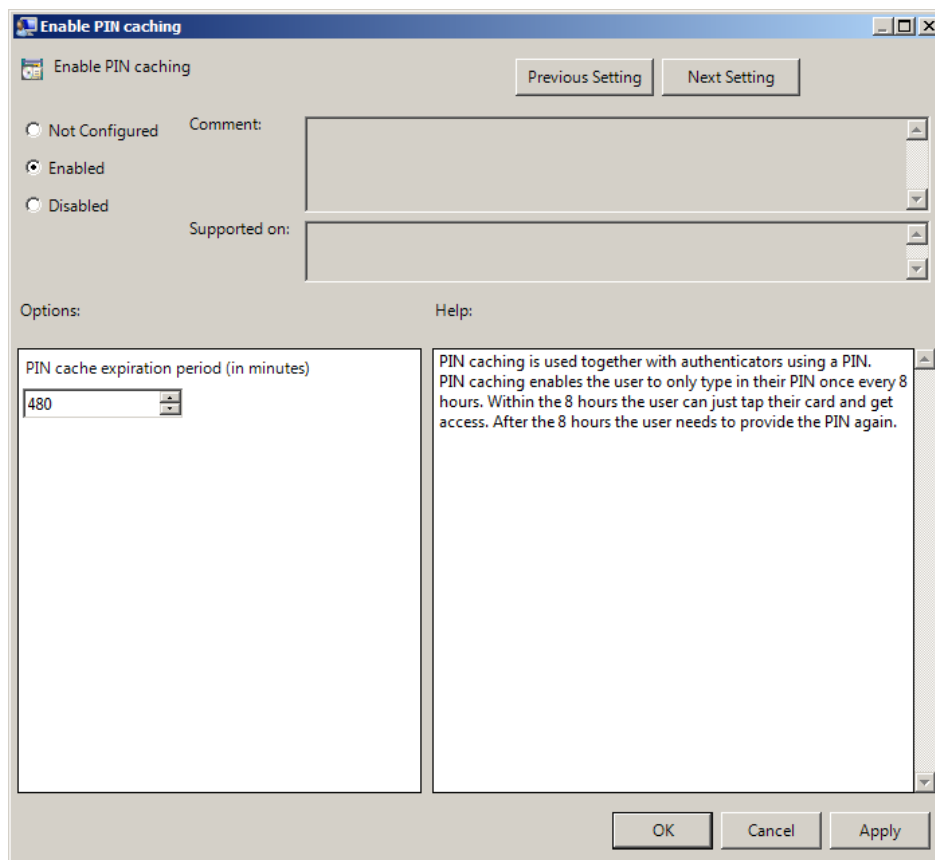 Enable PIN caching
Enable PIN caching
Previous Setting
Next Setting
Not Configured
Comment:
Enabled
Disabled
Supported on:
Options:
Help:
PIN cache expiration period (in minutes)
480
PIN caching is used together with authenticators using a PIN.
PIN caching enables the user to only type in their PIN once every 8
hours. Within the 8 hours the user can just tap their card and get
access. After the 8 hours the user needs to provide the PIN again.
OK
Cancel
Apply